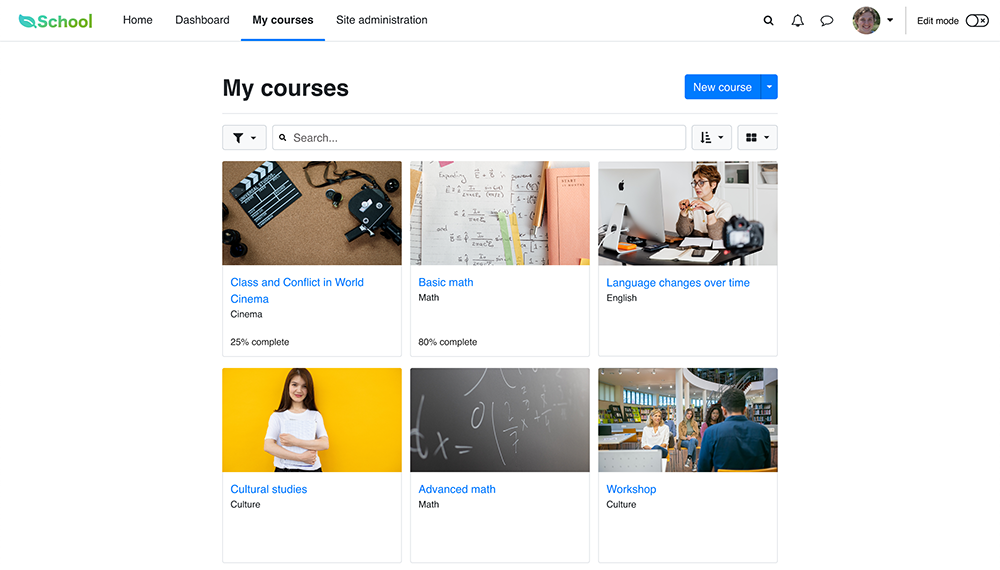 School
Home
Dashboard
My courses
Site administration
Edit mode
My courses
New course
Search...
Class and Conflict in World
Cinema
Cinema
25% complete
Basic math
Math
80% complete
Language changes over time
English
Cultural studies
Culture
Advanced math
Math
Workshop
Culture